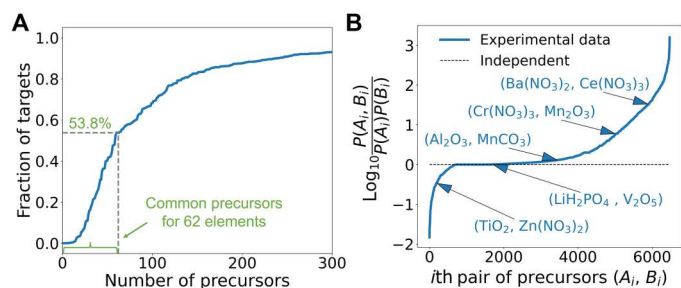 A
1.0
0.8
0.6
0.4
0.2
0.0
Fraction of targets
53.8%
Common precursors
for 62 elements
0 100 200 300
Number of precursors
B
3
2
1
0
−1
−2
Log10 P(Ai, Bi) / P(Ai)P(Bi)
Experimental data
Independent
(Ba(NO3)2, Ce(NO3)3)
(Cr(NO3)3, Mn2O3)
(Al2O3, MnCO3)
(LiH2PO4 , V2O5)
(TiO2, Zn(NO3)2)
0 2000 4000 6000
ith pair of precursors (Ai, Bi)